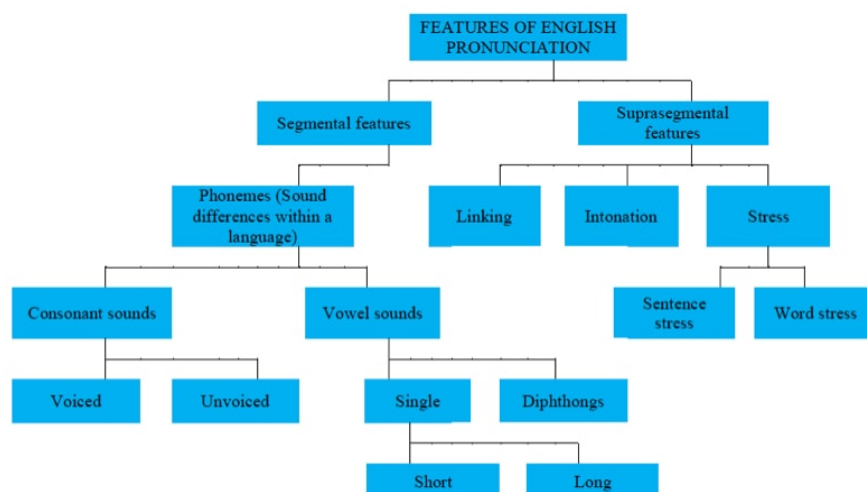 FEATURES OF ENGLISH
PRONUNCIATION
Segmental features
Suprasegmental
features
Phonemes (Sound
differences within a
language)
Linking
Intonation
Stress
Consonant sounds
Vowel sounds
Sentence
stress
Word stress
Voiced
Unvoiced
Single
Diphthongs
Short
Long